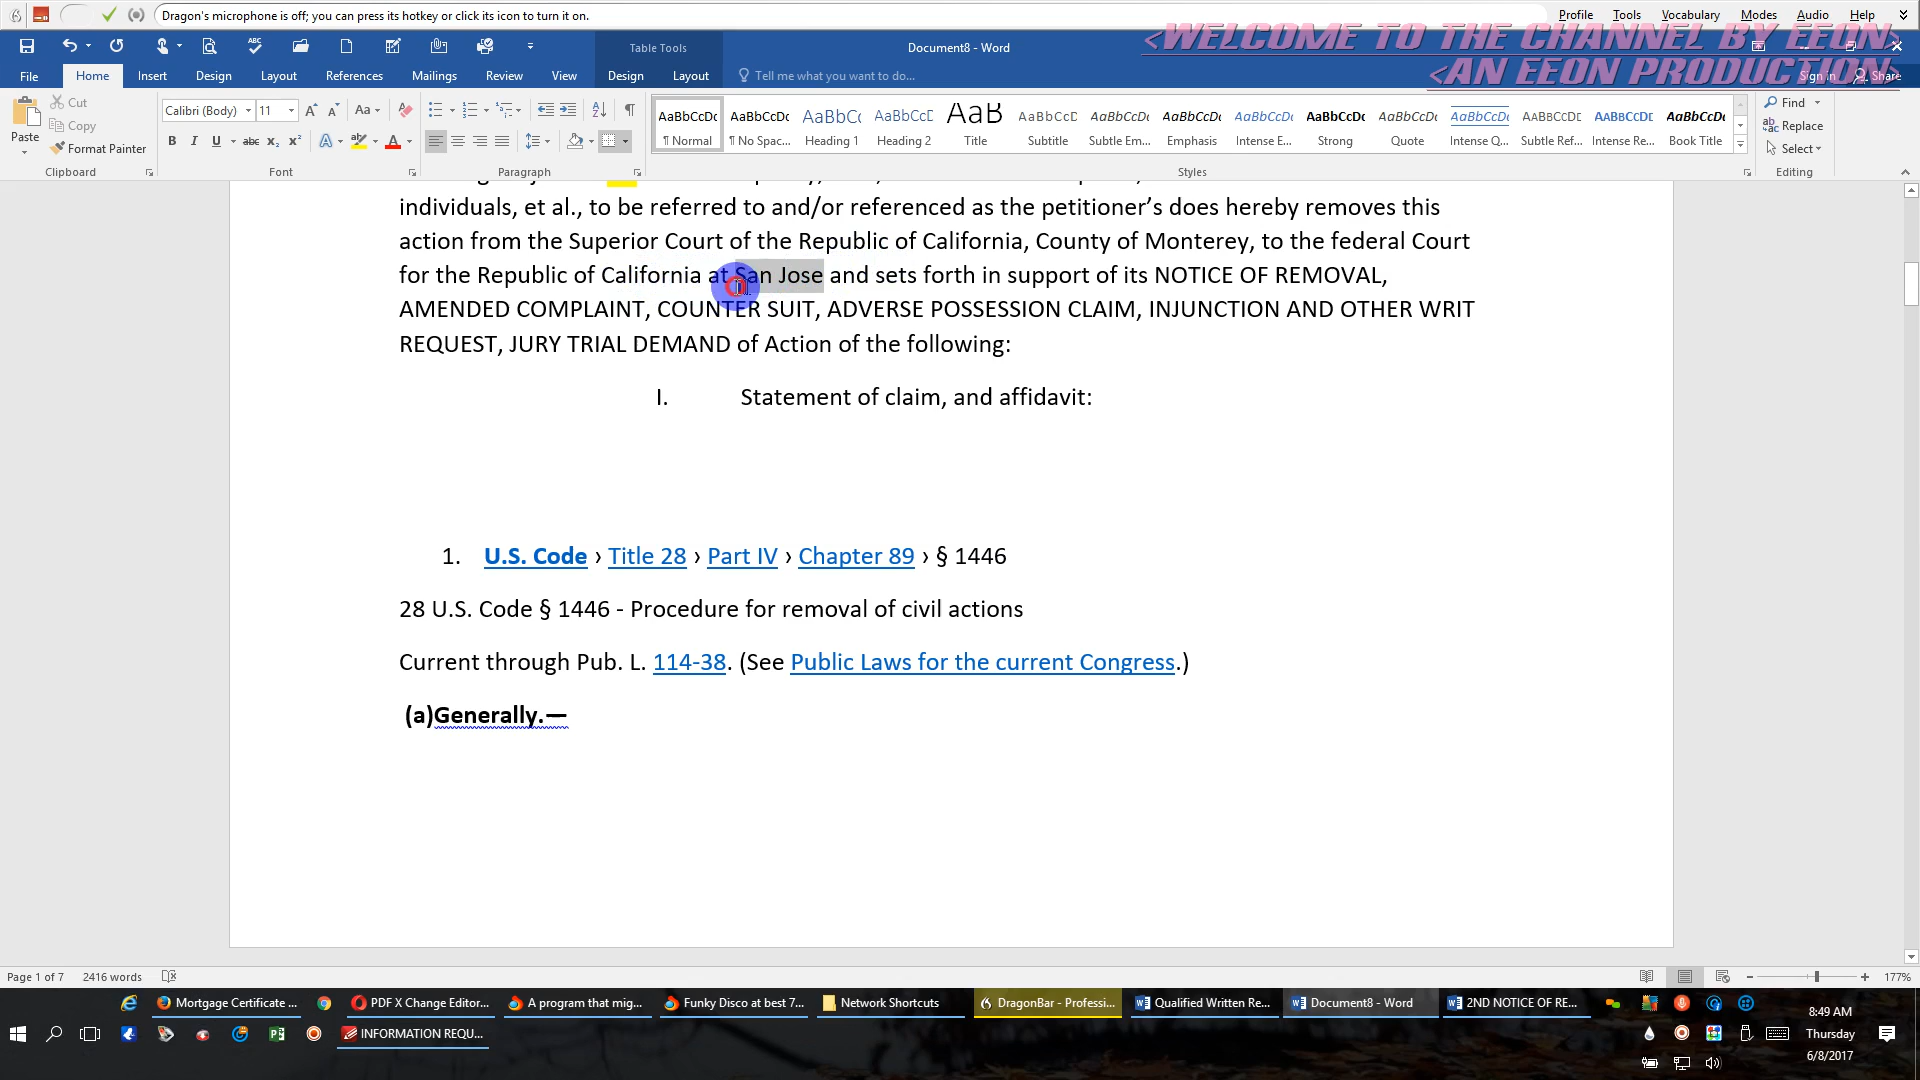 Dragon's microphone is off; you can press its hotkey or click its icon to turn it on.
Profile Tools Vocabulary Modes Audio Help
<WELCOME TO THE CHANNEL BY EEON>
<AN EEON PRODUCTION>
Table Tools
Document8 - Word
File Home Insert Design Layout References Mailings Review View Design Layout Tell me what you want to do... Sign in Share
Paste
Cut
Copy
Format Painter
Calibri (Body) 11
AaBbCcDc ¶ Normal
AaBbCcDc ¶ No Spac...
AaBbCc Heading 1
AaBbCcE Heading 2
AaB Title
AaBbCcD Subtitle
AaBbCcDc Subtle Em...
AaBbCcDc Emphasis
AaBbCcDc Intense E...
AaBbCcDc Strong
AaBbCcDc Quote
AaBbCcDc Intense Q...
AABBCCDE Subtle Ref...
AABBCCDE Intense Re...
AaBbCcDc Book Title
Find
Replace
Select
Clipboard Font Paragraph Styles Editing
individuals, et al., to be referred to and/or referenced as the petitioner’s does hereby removes this
action from the Superior Court of the Republic of California, County of Monterey, to the federal Court
for the Republic of California at San Jose and sets forth in support of its NOTICE OF REMOVAL,
AMENDED COMPLAINT, COUNTER SUIT, ADVERSE POSSESSION CLAIM, INJUNCTION AND OTHER WRIT
REQUEST, JURY TRIAL DEMAND of Action of the following:
I. Statement of claim, and affidavit:
1. U.S. Code › Title 28 › Part IV › Chapter 89 › § 1446
28 U.S. Code § 1446 - Procedure for removal of civil actions
Current through Pub. L. 114-38. (See Public Laws for the current Congress.)
(a)Generally.—
Page 1 of 7 2416 words 177%
Mortgage Certificate ... PDF X Change Editor... A program that mig... Funky Disco at best 7... Network Shortcuts DragonBar - Professi... Qualified Written Re... Document8 - Word 2ND NOTICE OF RE...
INFORMATION REQU...
8:49 AM
Thursday
6/8/2017